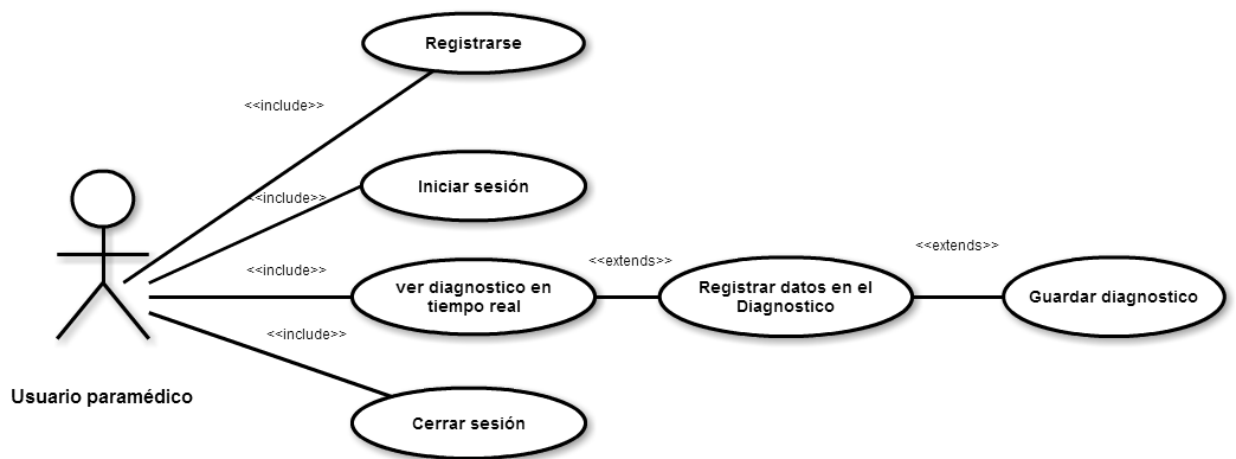 Registrarse
<<include>>
Iniciar sesión
<<include>>
<<include>>
ver diagnostico en
tiempo real
<<extends>>
Registrar datos en el
Diagnostico
<<extends>>
Guardar diagnostico
<<include>>
Usuario paramédico
Cerrar sesión